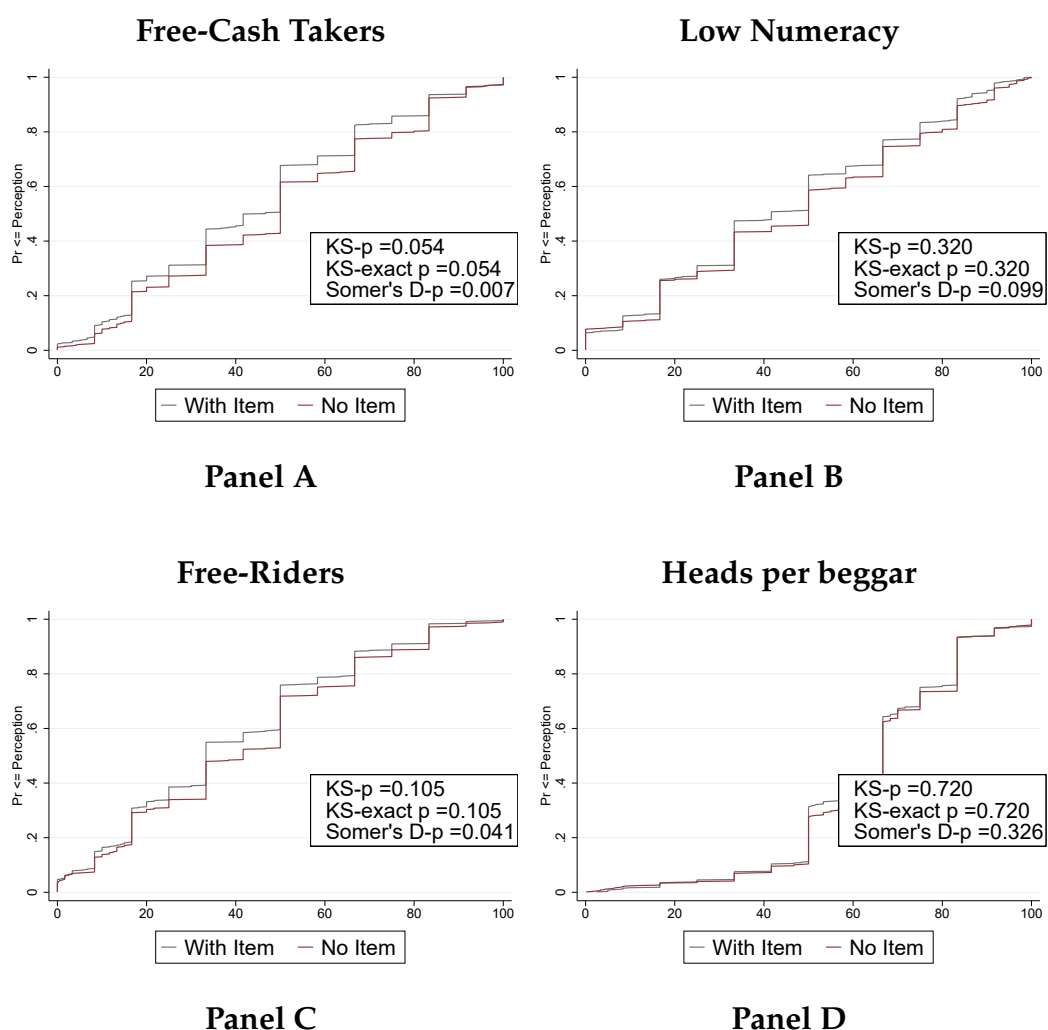 Free-Cash Takers
Pr <= Perception
0 .2 .4 .6 .8 1
KS-p =0.054
KS-exact p =0.054
Somer's D-p =0.007
0 20 40 60 80 100
With Item No Item
Panel A
Low Numeracy
Pr <= Perception
0 .2 .4 .6 .8 1
KS-p =0.320
KS-exact p =0.320
Somer's D-p =0.099
0 20 40 60 80 100
With Item No Item
Panel B
Free-Riders
Pr <= Perception
0 .2 .4 .6 .8 1
KS-p =0.105
KS-exact p =0.105
Somer's D-p =0.041
0 20 40 60 80 100
With Item No Item
Panel C
Heads per beggar
Pr <= Perception
0 .2 .4 .6 .8 1
KS-p =0.720
KS-exact p =0.720
Somer's D-p =0.326
0 20 40 60 80 100
With Item No Item
Panel D